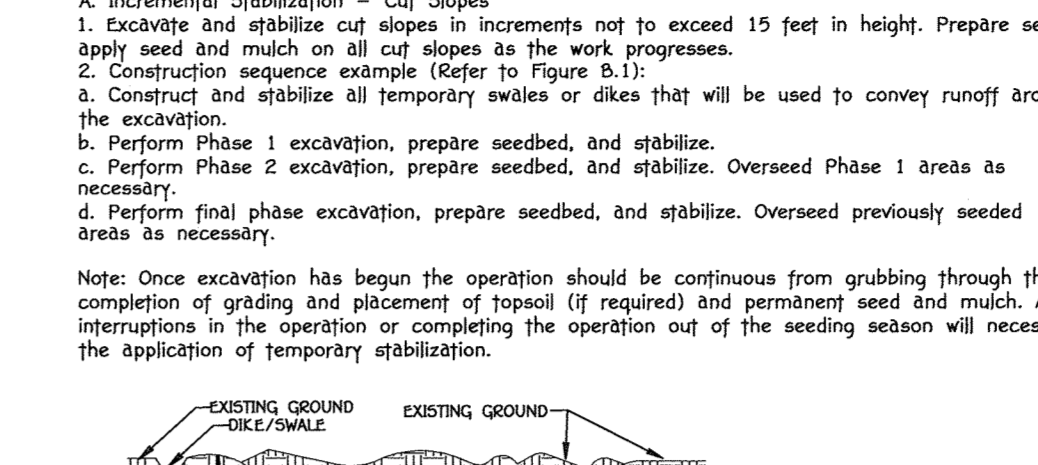 A. Incremental Stabilization – Cut Slopes
1. Excavate and stabilize cut slopes in increments not to exceed 15 feet in height. Prepare
apply seed and mulch on all cut slopes as the work progresses.
2. Construction sequence example (Refer to Figure B.1):
a. Construct and stabilize all temporary swales or dikes that will be used to convey runoff
the excavation.
b. Perform Phase 1 excavation, prepare seedbed, and stabilize.
c. Perform Phase 2 excavation, prepare seedbed, and stabilize. Overseed Phase 1 areas as
necessary.
d. Perform final phase excavation, prepare seedbed, and stabilize. Overseed previously seeded
areas as necessary.
Note: Once excavation has begun the operation should be continuous from grubbing through
completion of grading and placement of topsoil (if required) and permanent seed and mulch.
interruptions in the operation or completing the operation out of the seeding season will
the application of temporary stabilization.
EXISTING GROUND EXISTING GROUND
DIKE/SWALE